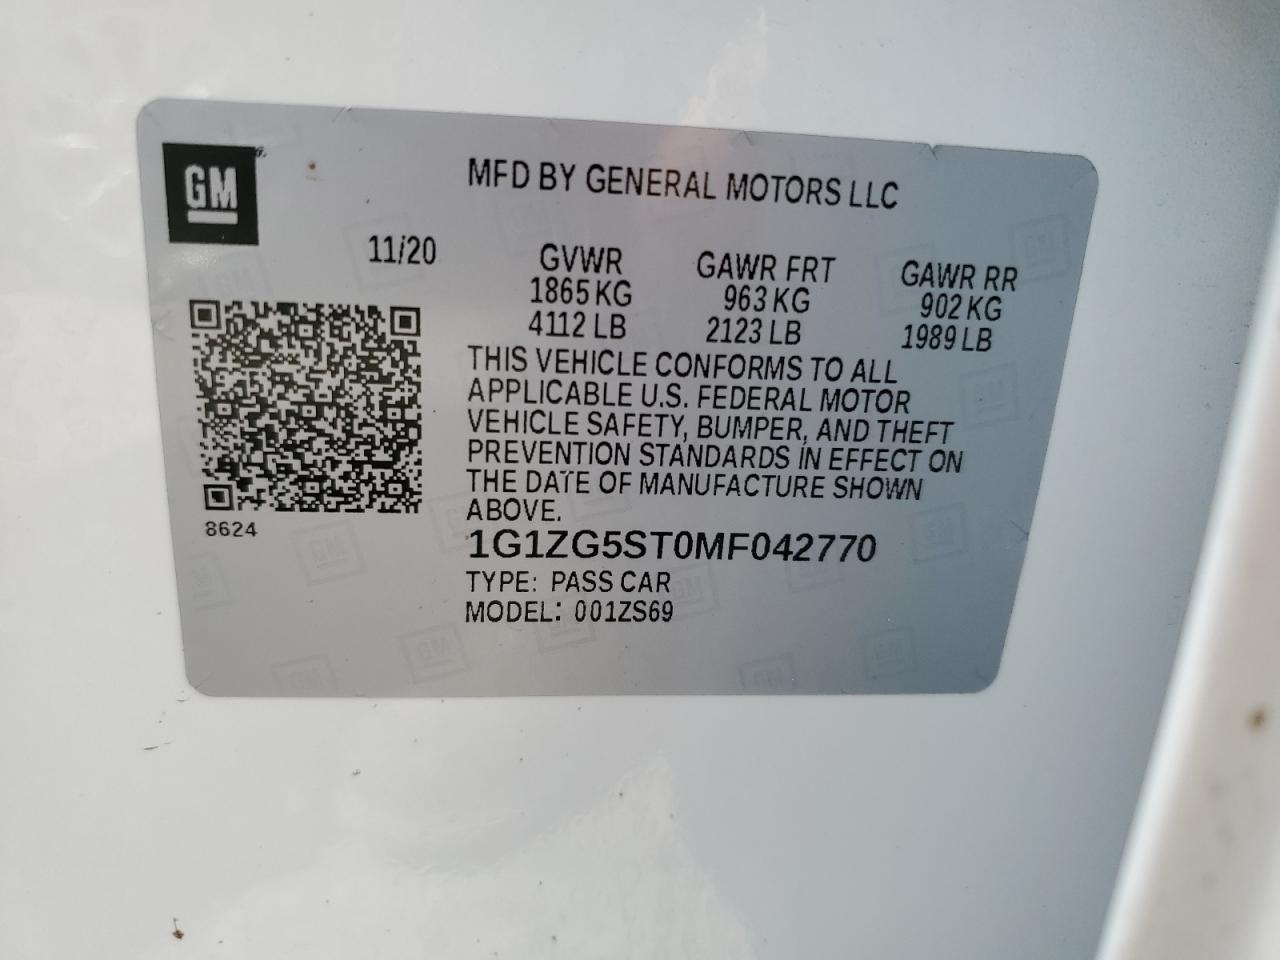 GM
MFD BY GENERAL MOTORS LLC
11/20
GVWR GAWR FRT GAWR RR
1865 KG 963 KG 902 KG
4112 LB 2123 LB 1989 LB
THIS VEHICLE CONFORMS TO ALL
APPLICABLE U.S. FEDERAL MOTOR
VEHICLE SAFETY, BUMPER, AND THEFT
PREVENTION STANDARDS IN EFFECT ON
THE DATE OF MANUFACTURE SHOWN
ABOVE.
8624
1G1ZG5ST0MF042770
TYPE: PASS CAR
MODEL: 001ZS69